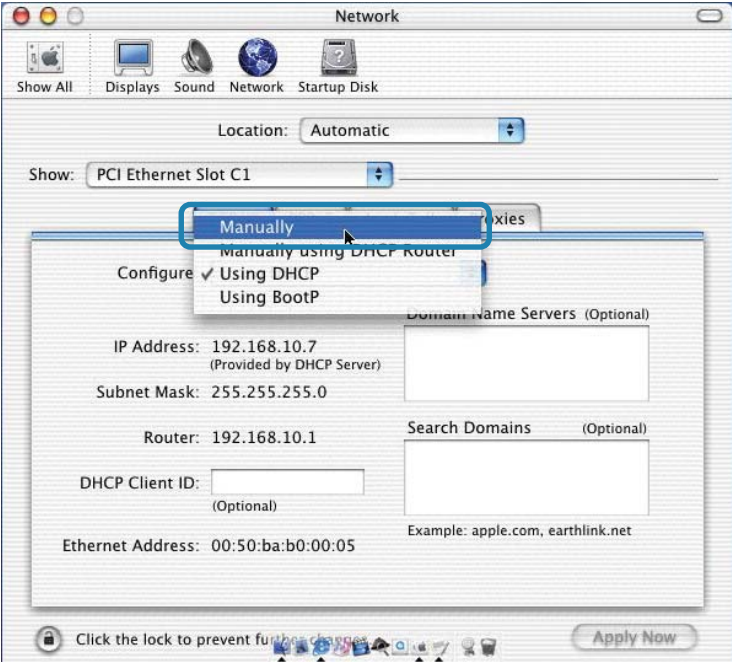 Network
Show All
Displays
Sound
Network
Startup Disk
Location: Automatic
Show: PCI Ethernet Slot C1
Manually
Manually using DHCP Router
Configure ✓ Using DHCP
Using BootP
Domain Name Servers (Optional)
IP Address: 192.168.10.7
(Provided by DHCP Server)
Subnet Mask: 255.255.255.0
Router: 192.168.10.1
Search Domains (Optional)
DHCP Client ID:
(Optional)
Example: apple.com, earthlink.net
Ethernet Address: 00:50:ba:b0:00:05
Click the lock to prevent further changes.
Apply Now